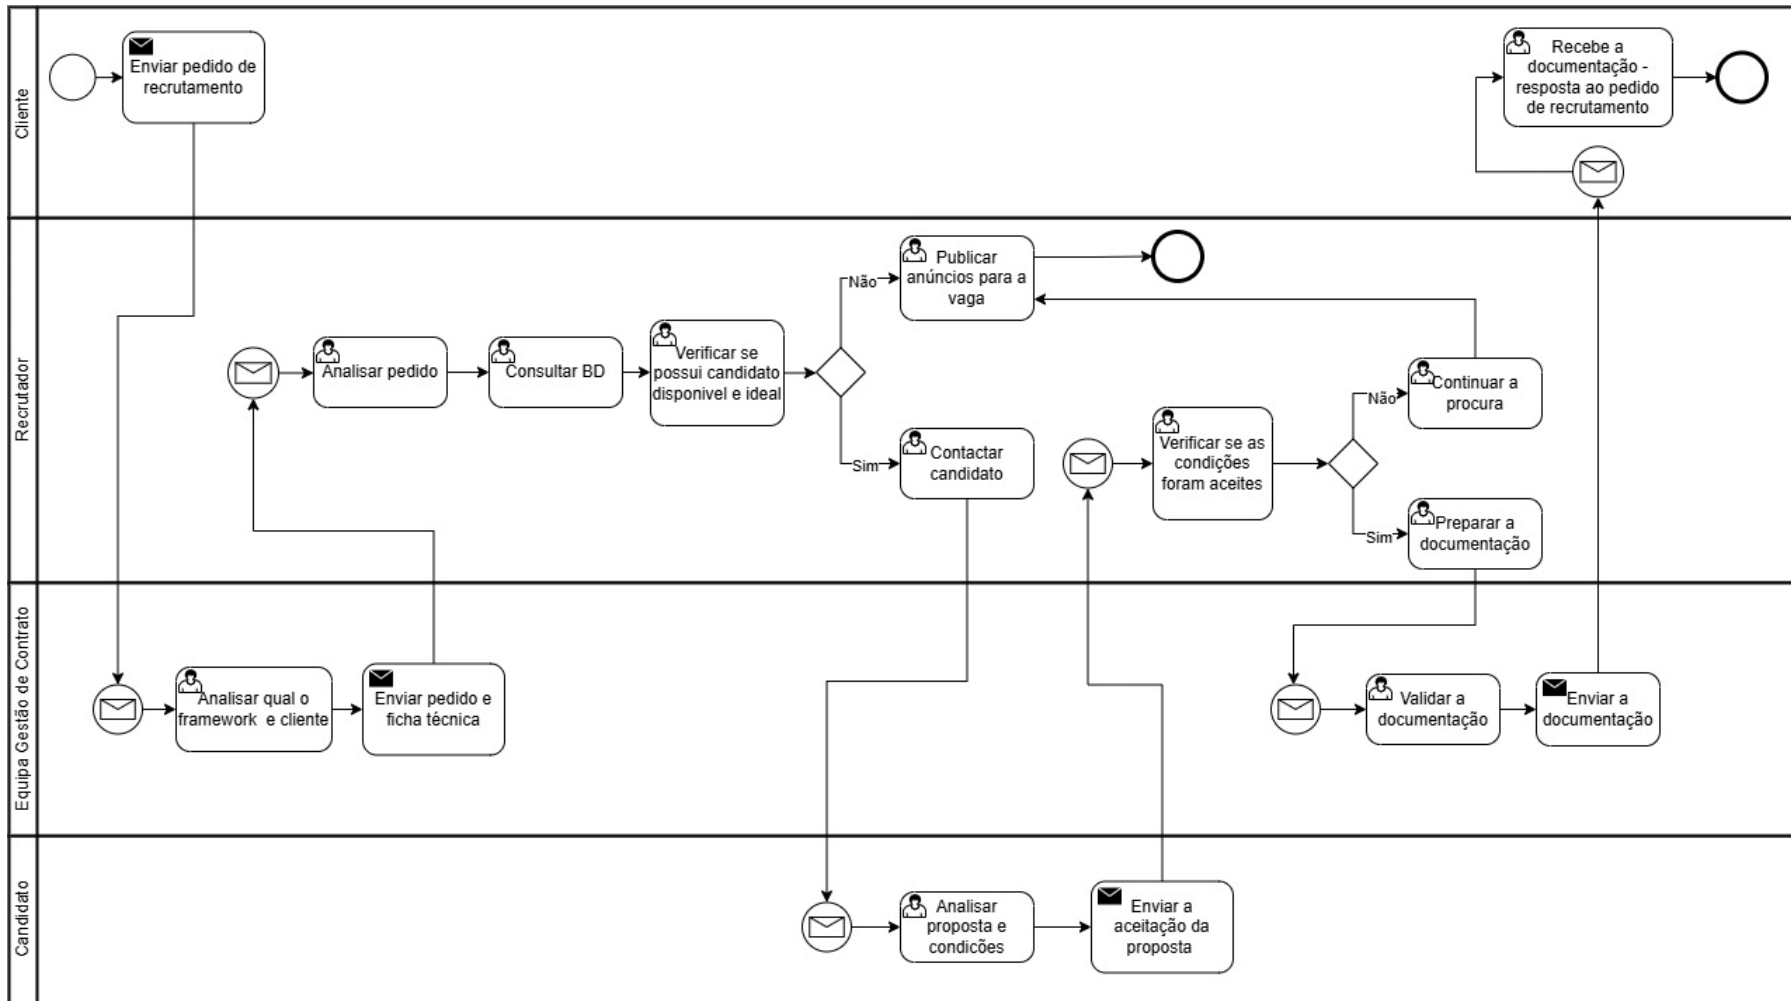 Cliente
Enviar pedido de
recrutamento
Recebe a
documentação -
resposta ao pedido
de recrutamento
Recrutador
Analisar pedido
Consultar BD
Verificar se
possui candidato
disponivel e ideal
Não
Publicar
anúncios para a
vaga
Sim
Contactar
candidato
Verificar se as
condições
foram aceites
Não
Continuar a
procura
Sim
Preparar a
documentação
Equipa Gestão de Contrato
Analisar qual o
framework e cliente
Enviar pedido e
ficha técnica
Validar a
documentação
Enviar a
documentação
Candidato
Analisar
proposta e
condicões
Enviar a
aceitação da
proposta